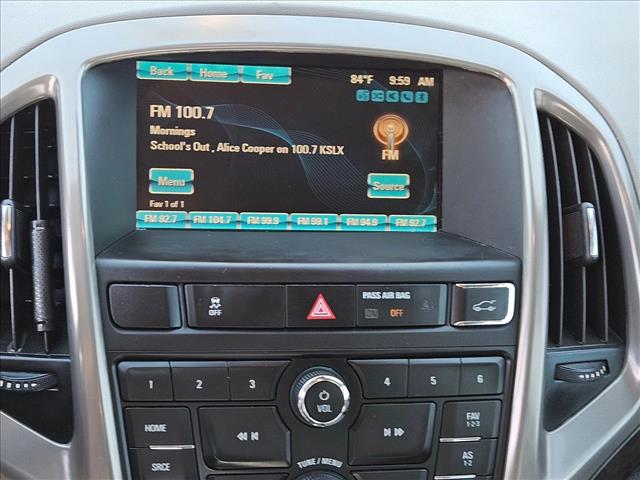 Back Home Fav 84°F 9:59 AM
FM 100.7
Mornings
School's Out , Alice Cooper on 100.7 KSLX
FM
Menu Source
Fav 1 of 1
FM 92.7 FM 104.7 FM 99.9 FM 99.1 FM 94.9 FM 92.7
OFF
PASS AIR BAG
OFF
1 2 3 4 5 6
VOL
HOME
FAV
1-2-3
SRCE
TUNE / MENU
AS
1-2